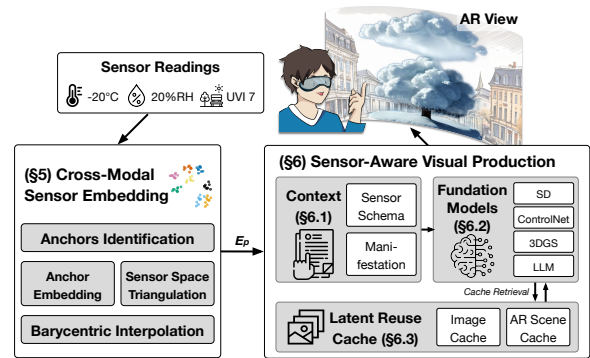 AR View
Sensor Readings
-20°C
20%RH
UVI 7
(§5) Cross-Modal
Sensor Embedding
Anchors Identification
Anchor
Embedding
Sensor Space
Triangulation
Barycentric Interpolation
Ep
(§6) Sensor-Aware Visual Production
Context
(§6.1)
Sensor
Schema
Mani-
festation
Fundation
Models
(§6.2)
SD
ControlNet
3DGS
LLM
Cache Retrieval
Latent Reuse
Cache (§6.3)
Image
Cache
AR Scene
Cache